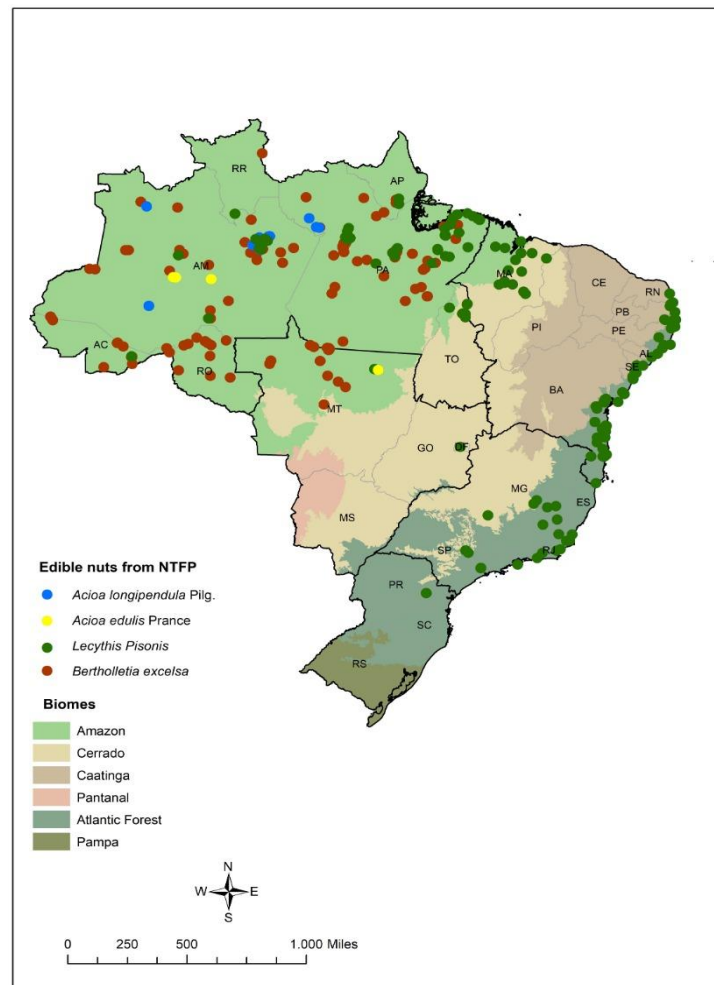 RR
AP
AM
PA
MA
CE
RN
PB
PE
PI
AL
SE
AC
RO
TO
BA
MT
GO
DF
MG
ES
MS
SP
RJ
PR
SC
RS
Edible nuts from NTFP
Acioa longipendula Pilg.
Acioa edulis Prance
Lecythis Pisonis
Bertholletia excelsa
Biomes
Amazon
Cerrado
Caatinga
Pantanal
Atlantic Forest
Pampa
N
W E
S
0 250 500 1.000 Miles